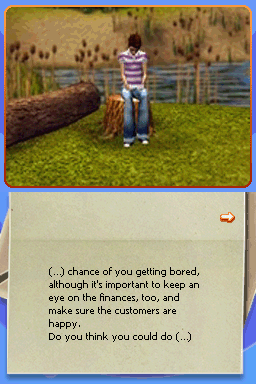 (...) chance of you getting bored,
although it's important to keep an
eye on the finances, too, and
make sure the customers are
happy.
Do you think you could do (...)